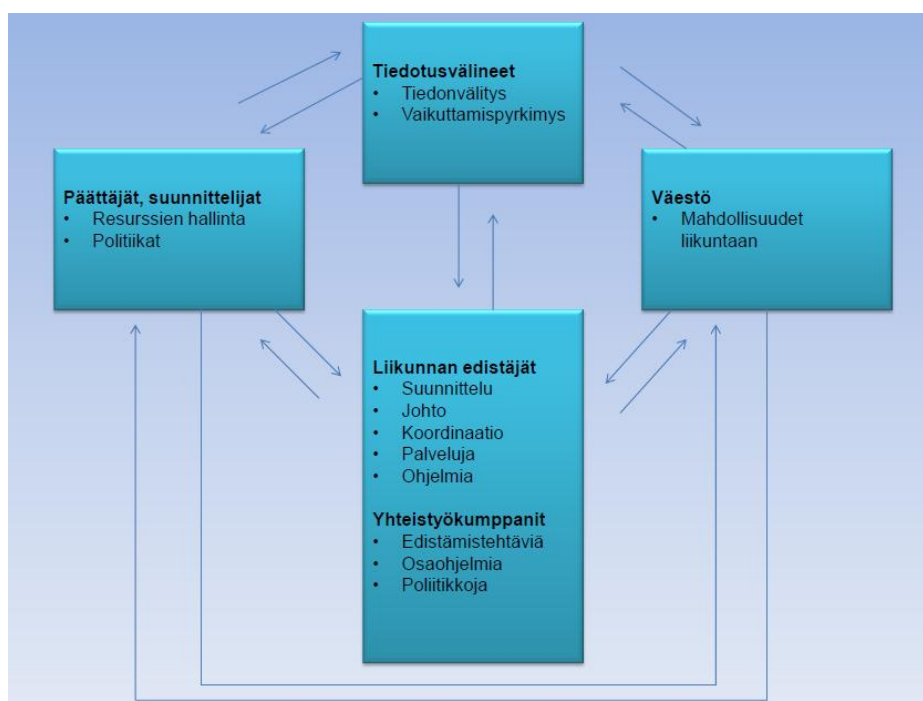 Tiedotusvälineet
• Tiedonvälitys
• Vaikuttamispyrkimys
Päättäjät, suunnittelijat
• Resurssien hallinta
• Politiikat
Väestö
• Mahdollisuudet
liikuntaan
Liikunnan edistäjät
• Suunnittelu
• Johto
• Koordinaatio
• Palveluja
• Ohjelmia
Yhteistyökumppanit
• Edistämistehtäviä
• Osaohjelmia
• Poliitikkoja